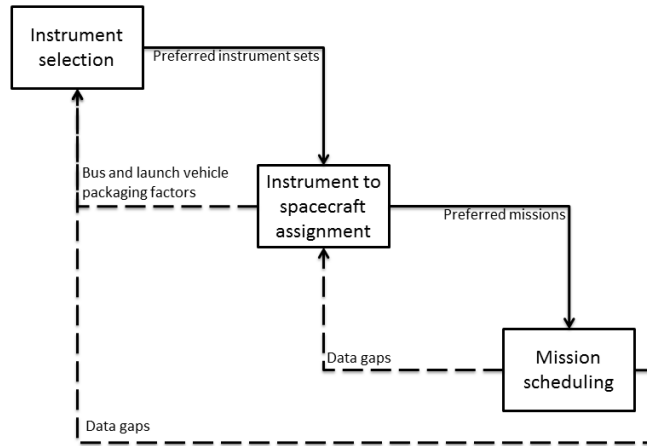 Instrument
selection
Preferred instrument sets
Bus and launch vehicle
packaging factors
Instrument to
spacecraft
assignment
Preferred missions
Data gaps
Mission
scheduling
Data gaps